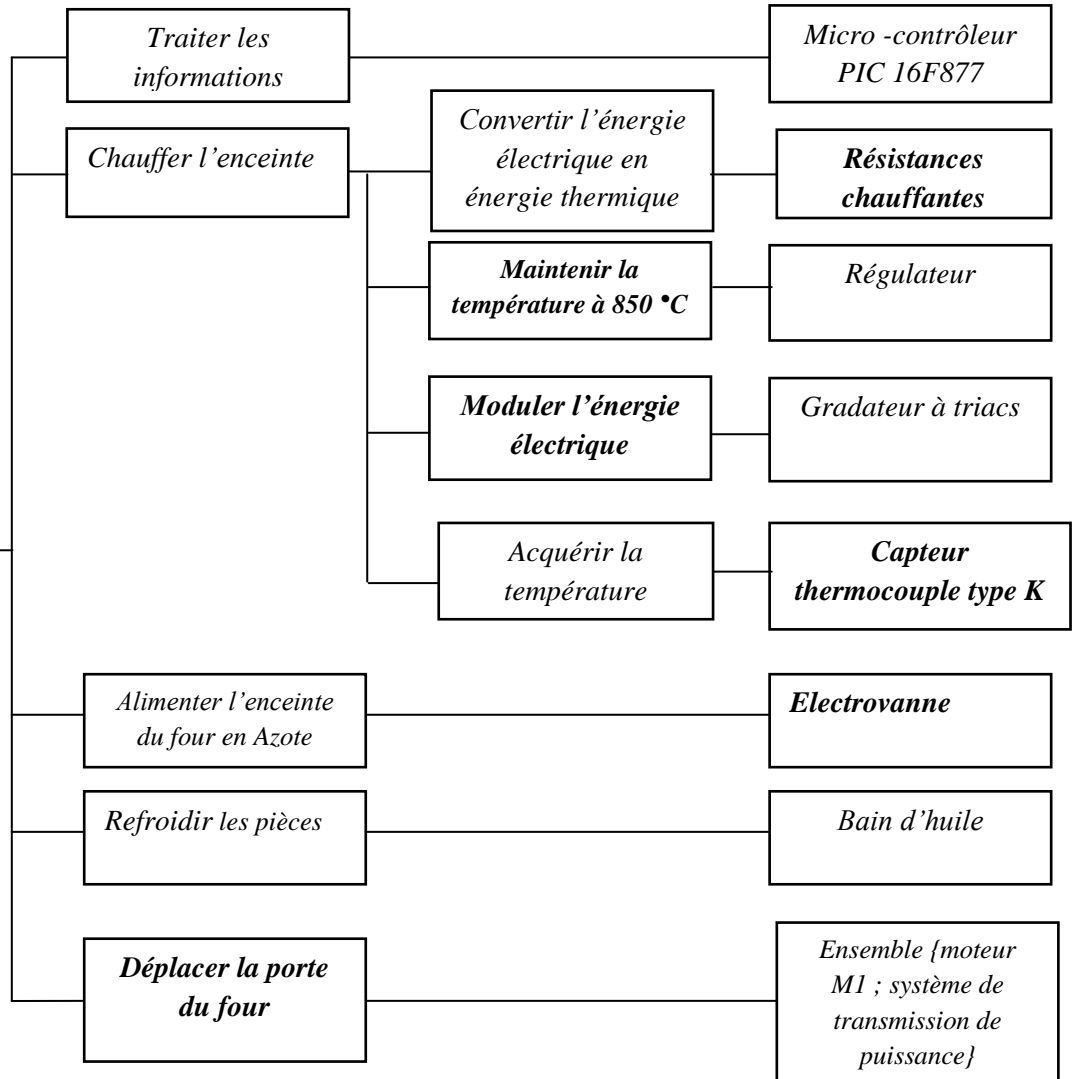 Traiter les
informations
Micro -contrôleur
PIC 16F877
Chauffer l’enceinte
Convertir l’énergie
électrique en
énergie thermique
Résistances
chauffantes
Maintenir la
température à 850 °C
Régulateur
Moduler l’énergie
électrique
Gradateur à triacs
Acquérir la
température
Capteur
thermocouple type K
Alimenter l’enceinte
du four en Azote
Electrovanne
Refroidir les pièces
Bain d’huile
Déplacer la porte
du four
Ensemble {moteur
M1 ; système de
transmission de
puissance}